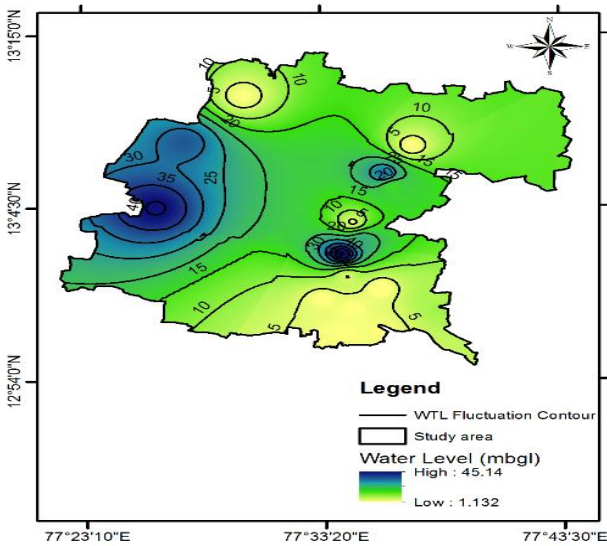 13°15'0"N
13°4'30"N
12°54'0"N
N
W
E
S
10
5
10
20
10
5
15
15
20
30
35
25
40
15
10
20
30
15
10
5
5
Legend
WTL Fluctuation Contour
Study area
Water Level (mbgl)
High : 45.14
Low : 1.132
77°23'10"E
77°33'20"E
77°43'30"E